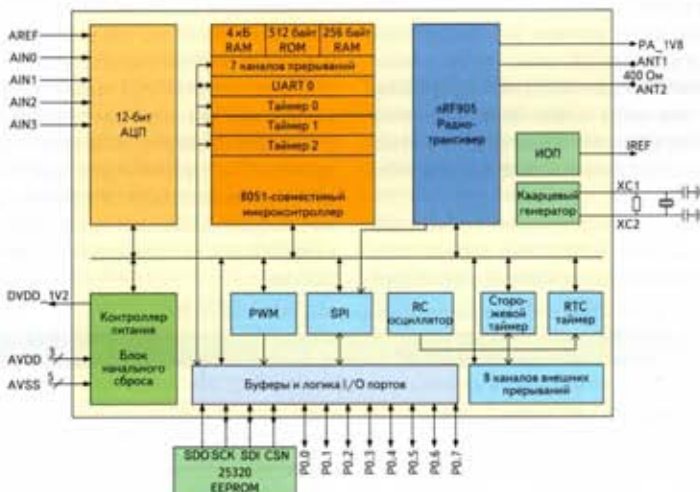 AREF
AIN0
AIN1
AIN2
AIN3
12-бит
АЦП
4 кБ
RAM
512 байт
ROM
256 байт
RAM
7 каналов прерываний
UART 0
Таймер 0
Таймер 1
Таймер 2
8051-совместимый
микроконтроллер
nRF905
Радио-
трансивер
PA_1V8
ANT1
400 Ом
ANT2
ИОП
IREF
Кварцевый
генератор
XC1
XC2
DVDD_1V2
AVDD
3
AVSS
5
Контроллер
питания
Блок
начального
сброса
PWM
SPI
RC
осциллятор
Сторо-
жевой
таймер
RTC
таймер
Буферы и логика I/O портов
8 каналов внешних
прерываний
SDO SCK SDI CSN
25320
EEPROM
P0.0
P0.1
P0.2
P0.3
P0.4
P0.5
P0.6
P0.7